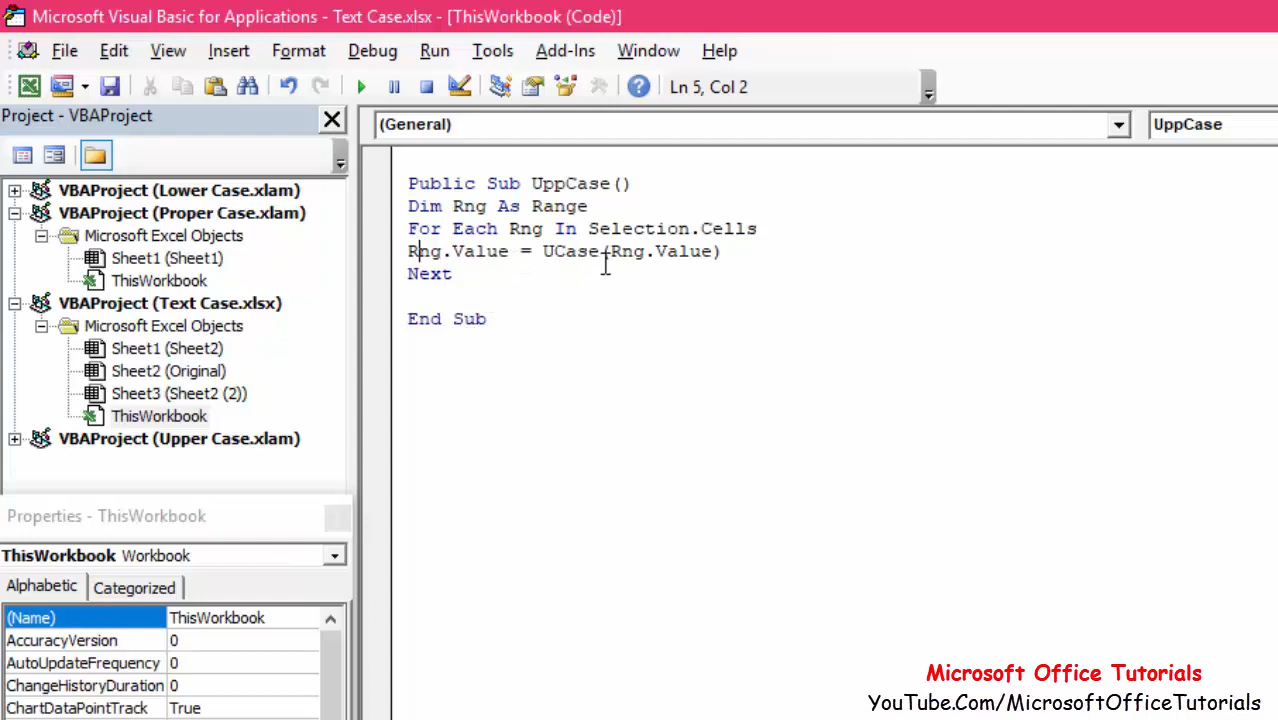 Microsoft Visual Basic for Applications - Text Case.xlsx - [ThisWorkbook (Code)]
File Edit View Insert Format Debug Run Tools Add-Ins Window Help
Ln 5, Col 2
Project - VBAProject
(General) UppCase
VBAProject (Lower Case.xlam)
VBAProject (Proper Case.xlam)
Microsoft Excel Objects
Sheet1 (Sheet1)
ThisWorkbook
VBAProject (Text Case.xlsx)
Microsoft Excel Objects
Sheet1 (Sheet2)
Sheet2 (Original)
Sheet3 (Sheet2 (2))
ThisWorkbook
VBAProject (Upper Case.xlam)
Public Sub UppCase()
Dim Rng As Range
For Each Rng In Selection.Cells
Rng.Value = UCase(Rng.Value)
Next
End Sub
Properties - ThisWorkbook
ThisWorkbook Workbook
Alphabetic Categorized
(Name) ThisWorkbook
AccuracyVersion 0
AutoUpdateFrequency 0
ChangeHistoryDuration 0
ChartDataPointTrack True
Microsoft Office Tutorials
YouTube.Com/MicrosoftOfficeTutorials